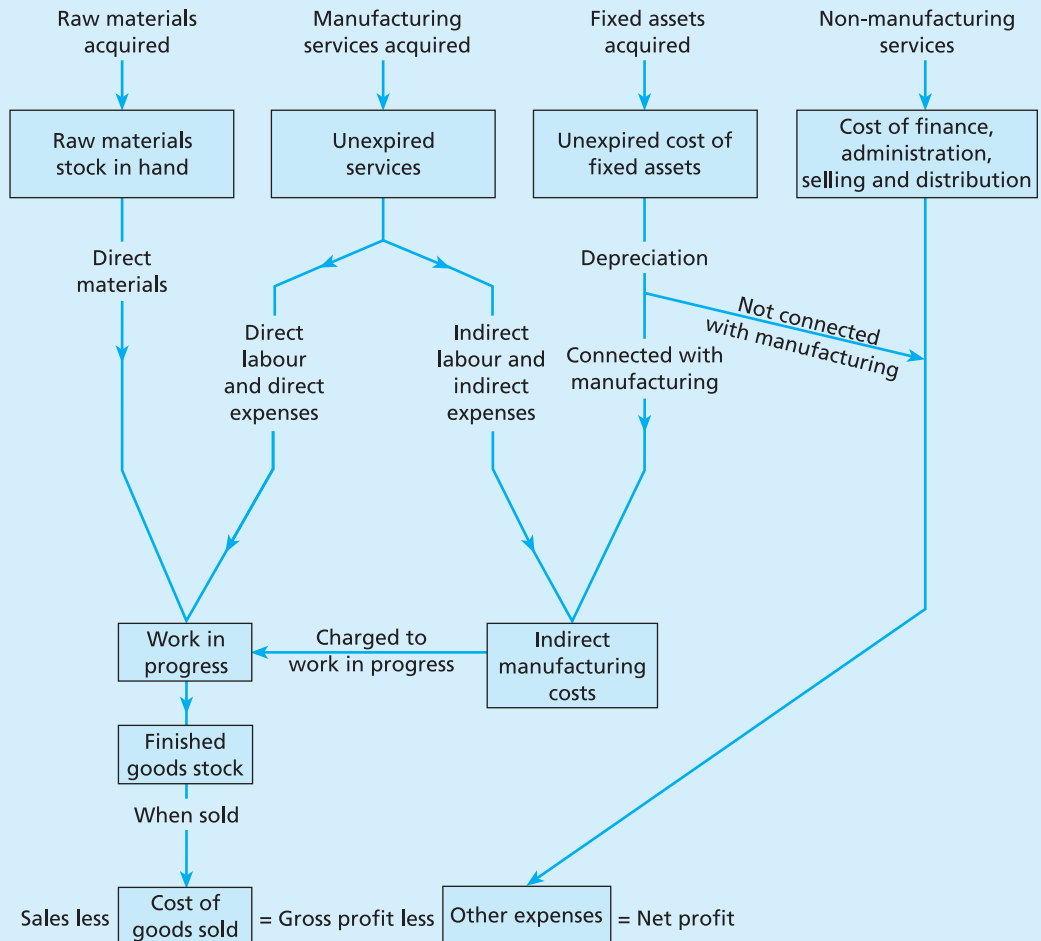 Raw materials
acquired
Manufacturing
services acquired
Fixed assets
acquired
Non-manufacturing
services
Raw materials
stock in hand
Unexpired
services
Unexpired cost of
fixed assets
Cost of finance,
administration,
selling and distribution
Direct
materials
Depreciation
Not connected
with manufacturing
Direct
labour
and direct
expenses
Indirect
labour and
indirect
expenses
Connected with
manufacturing
Work in
progress
Charged to
work in progress
Indirect
manufacturing
costs
Finished
goods stock
When sold
Sales less
Cost of
goods sold
= Gross profit less
Other expenses
= Net profit